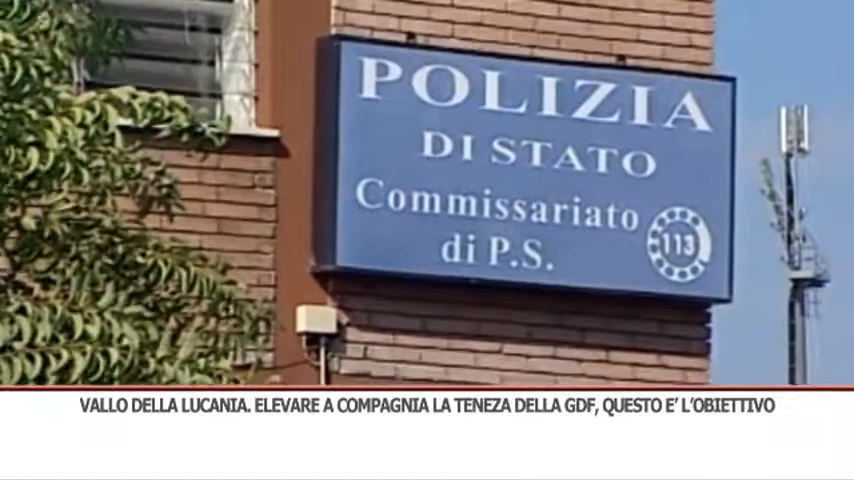 POLIZIA
DI STATO
Commissariato
di P.S.
113
VALLO DELLA LUCANIA. ELEVARE A COMPAGNIA LA TENEZA DELLA GDF, QUESTO E' L'OBIETTIVO